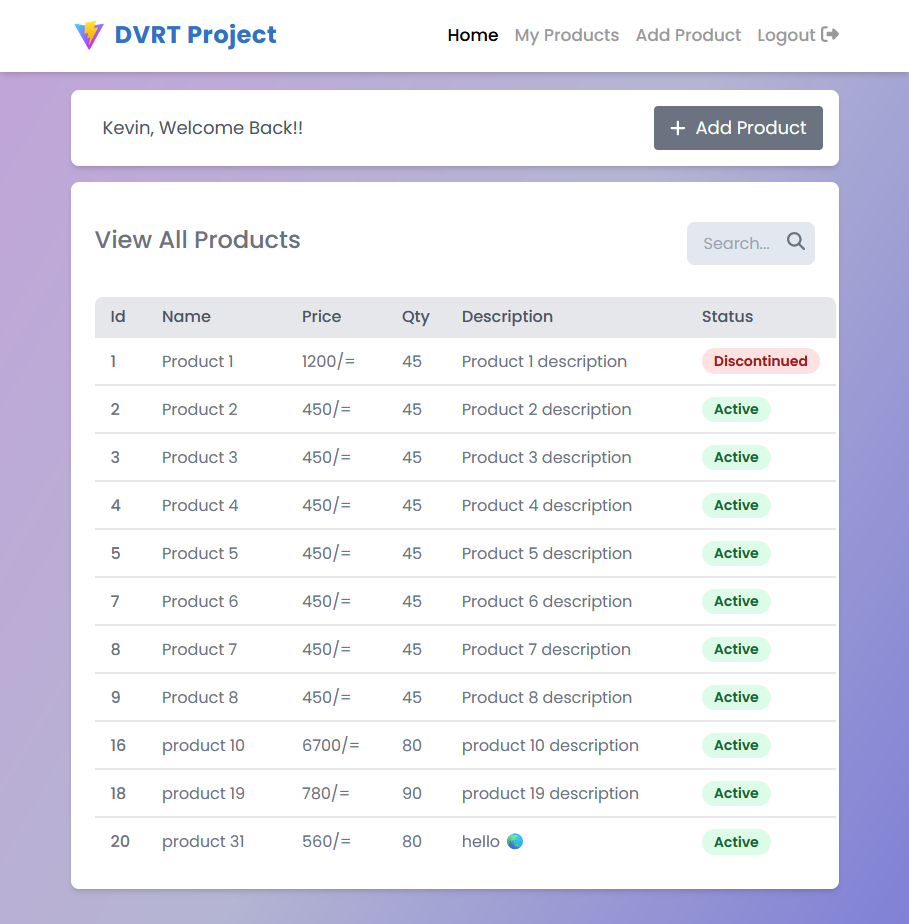 DVRT Project Home My Products Add Product Logout
Kevin, Welcome Back!! + Add Product
View All Products Search...
Id Name Price Qty Description Status
1 Product 1 1200/= 45 Product 1 description Discontinued
2 Product 2 450/= 45 Product 2 description Active
3 Product 3 450/= 45 Product 3 description Active
4 Product 4 450/= 45 Product 4 description Active
5 Product 5 450/= 45 Product 5 description Active
7 Product 6 450/= 45 Product 6 description Active
8 Product 7 450/= 45 Product 7 description Active
9 Product 8 450/= 45 Product 8 description Active
16 product 10 6700/= 80 product 10 description Active
18 product 19 780/= 90 product 19 description Active
20 product 31 560/= 80 hello 🌎 Active